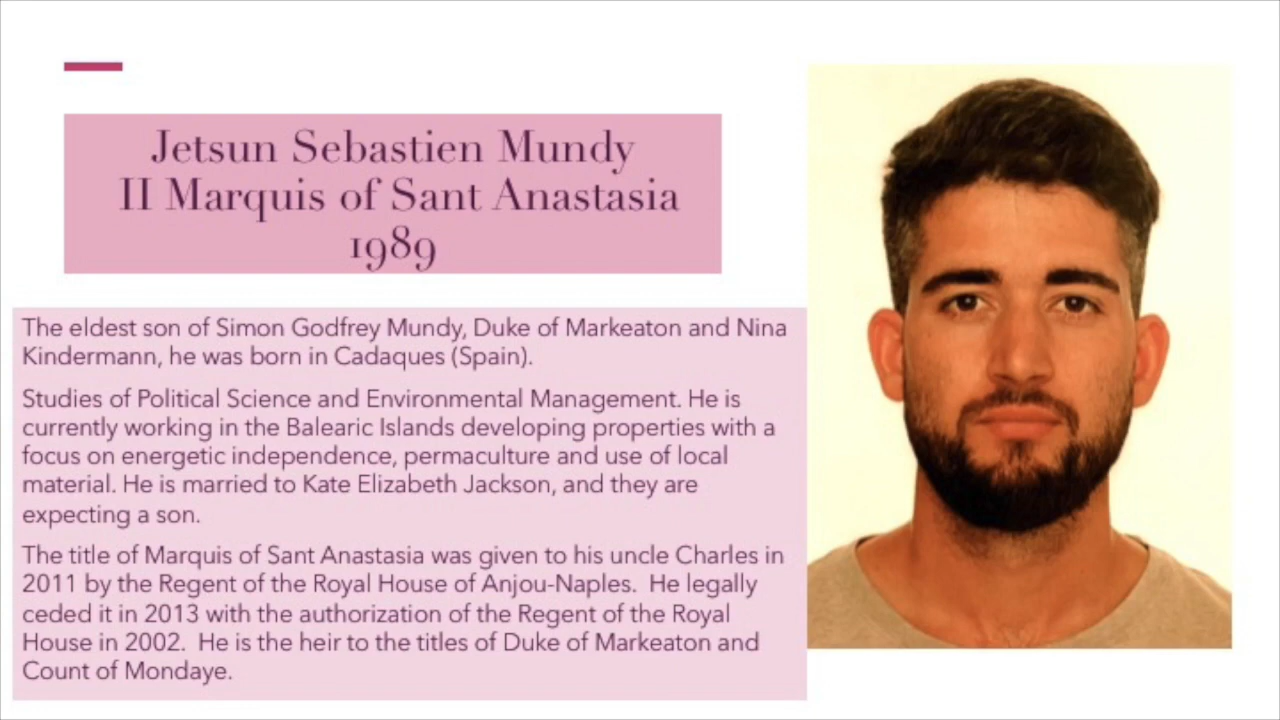 Jetsun Sebastien Mundy
II Marquis of Sant Anastasia
1989
The eldest son of Simon Godfrey Mundy, Duke of Markeaton and Nina
Kindermann, he was born in Cadaques (Spain).
Studies of Political Science and Environmental Management. He is
currently working in the Balearic Islands developing properties with a
focus on energetic independence, permaculture and use of local
material. He is married to Kate Elizabeth Jackson, and they are
expecting a son.
The title of Marquis of Sant Anastasia was given to his uncle Charles in
2011 by the Regent of the Royal House of Anjou-Naples.  He legally
ceded it in 2013 with the authorization of the Regent of the Royal
House in 2002.  He is the heir to the titles of Duke of Markeaton and
Count of Mondaye.